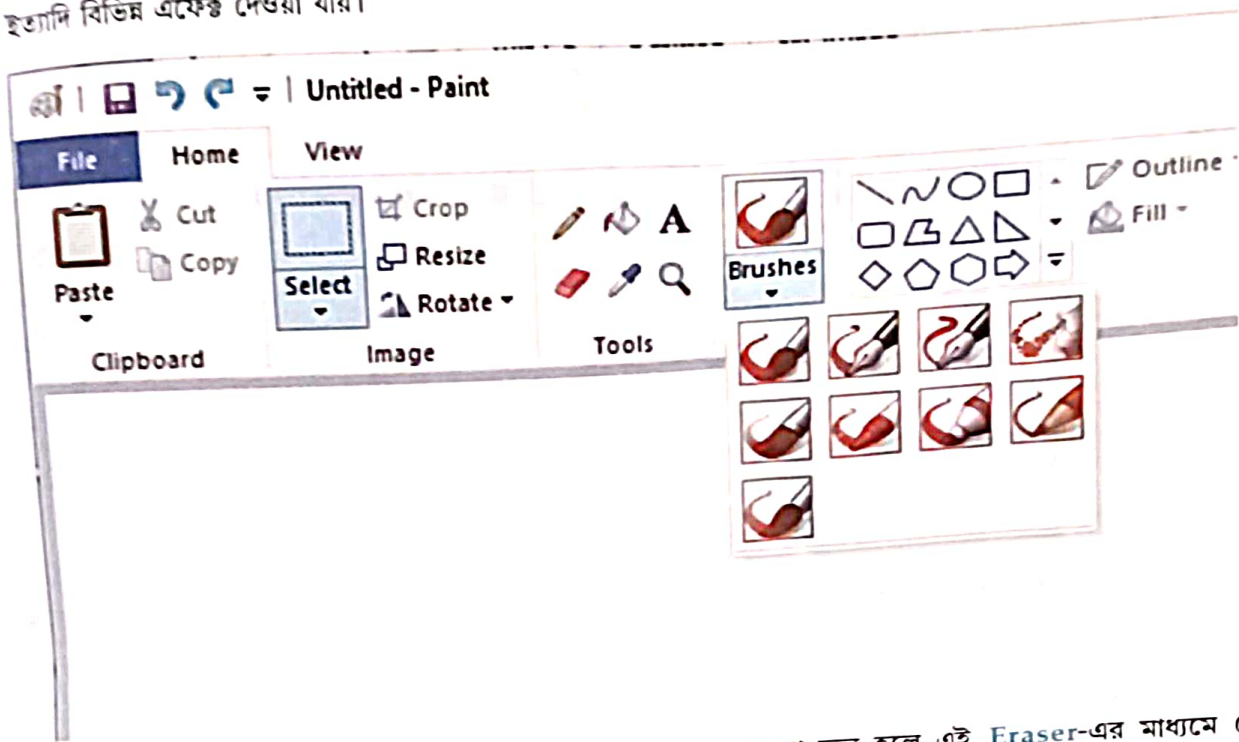 ইত্যাদি বিভিন্ন এফেক্ট দেওয়া যায়।
Untitled - Paint
File Home View
Paste
Cut
Copy
Clipboard
Select
Crop
Resize
Rotate
Image
A
Tools
Brushes
Outline
Fill
এই Eraser-এর মাধ্যমে